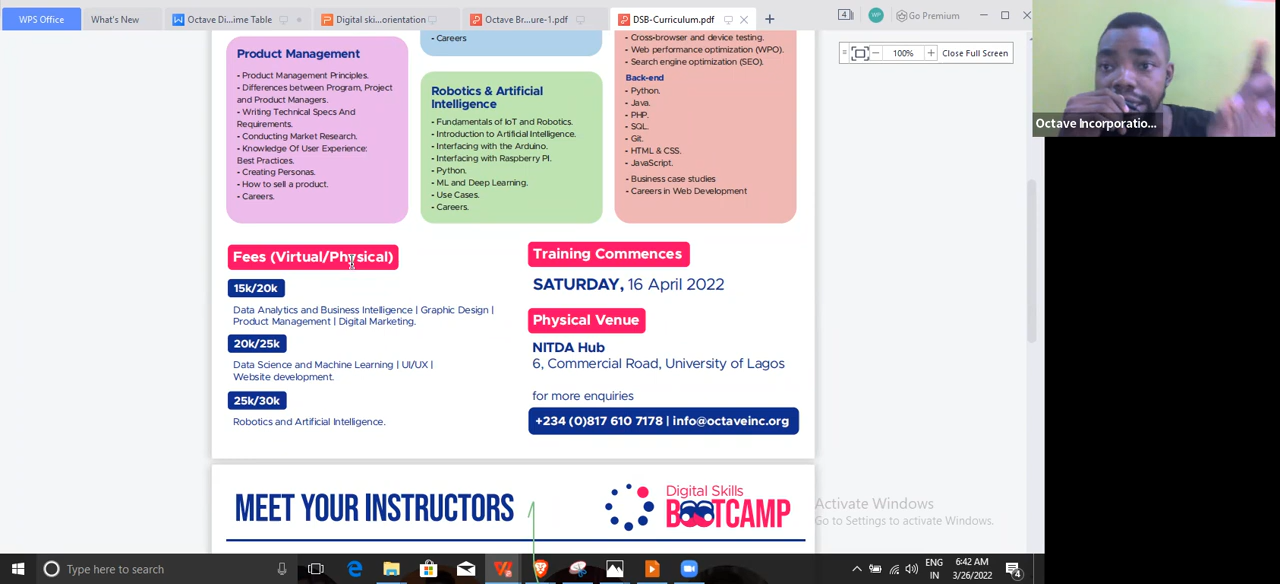 WPS Office
What's New
Octave Di...ime Table
Digital ski...orientation
Octave Br...ure-1.pdf
DSB-Curriculum.pdf
4
WP
Go Premium
100%
Close Full Screen
Octave Incorporatio...
Product Management
- Product Management Principles.
- Differences between Program, Project
and Product Managers.
- Writing Technical Specs And
Requirements.
- Conducting Market Research.
- Knowledge Of User Experience:
Best Practices.
- Creating Personas.
- How to sell a product.
- Careers.
- Careers
Robotics & Artificial
Intelligence
- Fundamentals of IoT and Robotics.
- Introduction to Artificial Intelligence.
- Interfacing with the Arduino.
- Interfacing with Raspberry PI.
- Python.
- ML and Deep Learning.
- Use Cases.
- Careers.
- Cross-browser and device testing.
- Web performance optimization (WPO).
- Search engine optimization (SEO).
Back-end
- Python.
- Java.
- PHP.
- SQL.
- Git.
- HTML & CSS.
- JavaScript.
- Business case studies
- Careers in Web Development
Fees (Virtual/Physical)
15k/20k
Data Analytics and Business Intelligence | Graphic Design |
Product Management | Digital Marketing.
20k/25k
Data Science and Machine Learning | UI/UX |
Website development.
25k/30k
Robotics and Artificial Intelligence.
Training Commences
SATURDAY, 16 April 2022
Physical Venue
NITDA Hub
6, Commercial Road, University of Lagos
for more enquiries
+234 (0)817 610 7178 | info@octaveinc.org
MEET YOUR INSTRUCTORS
Digital Skills
BOOTCAMP
Activate Windows
Go to Settings to activate Windows.
Type here to search
ENG
IN
6:42 AM
3/26/2022
4